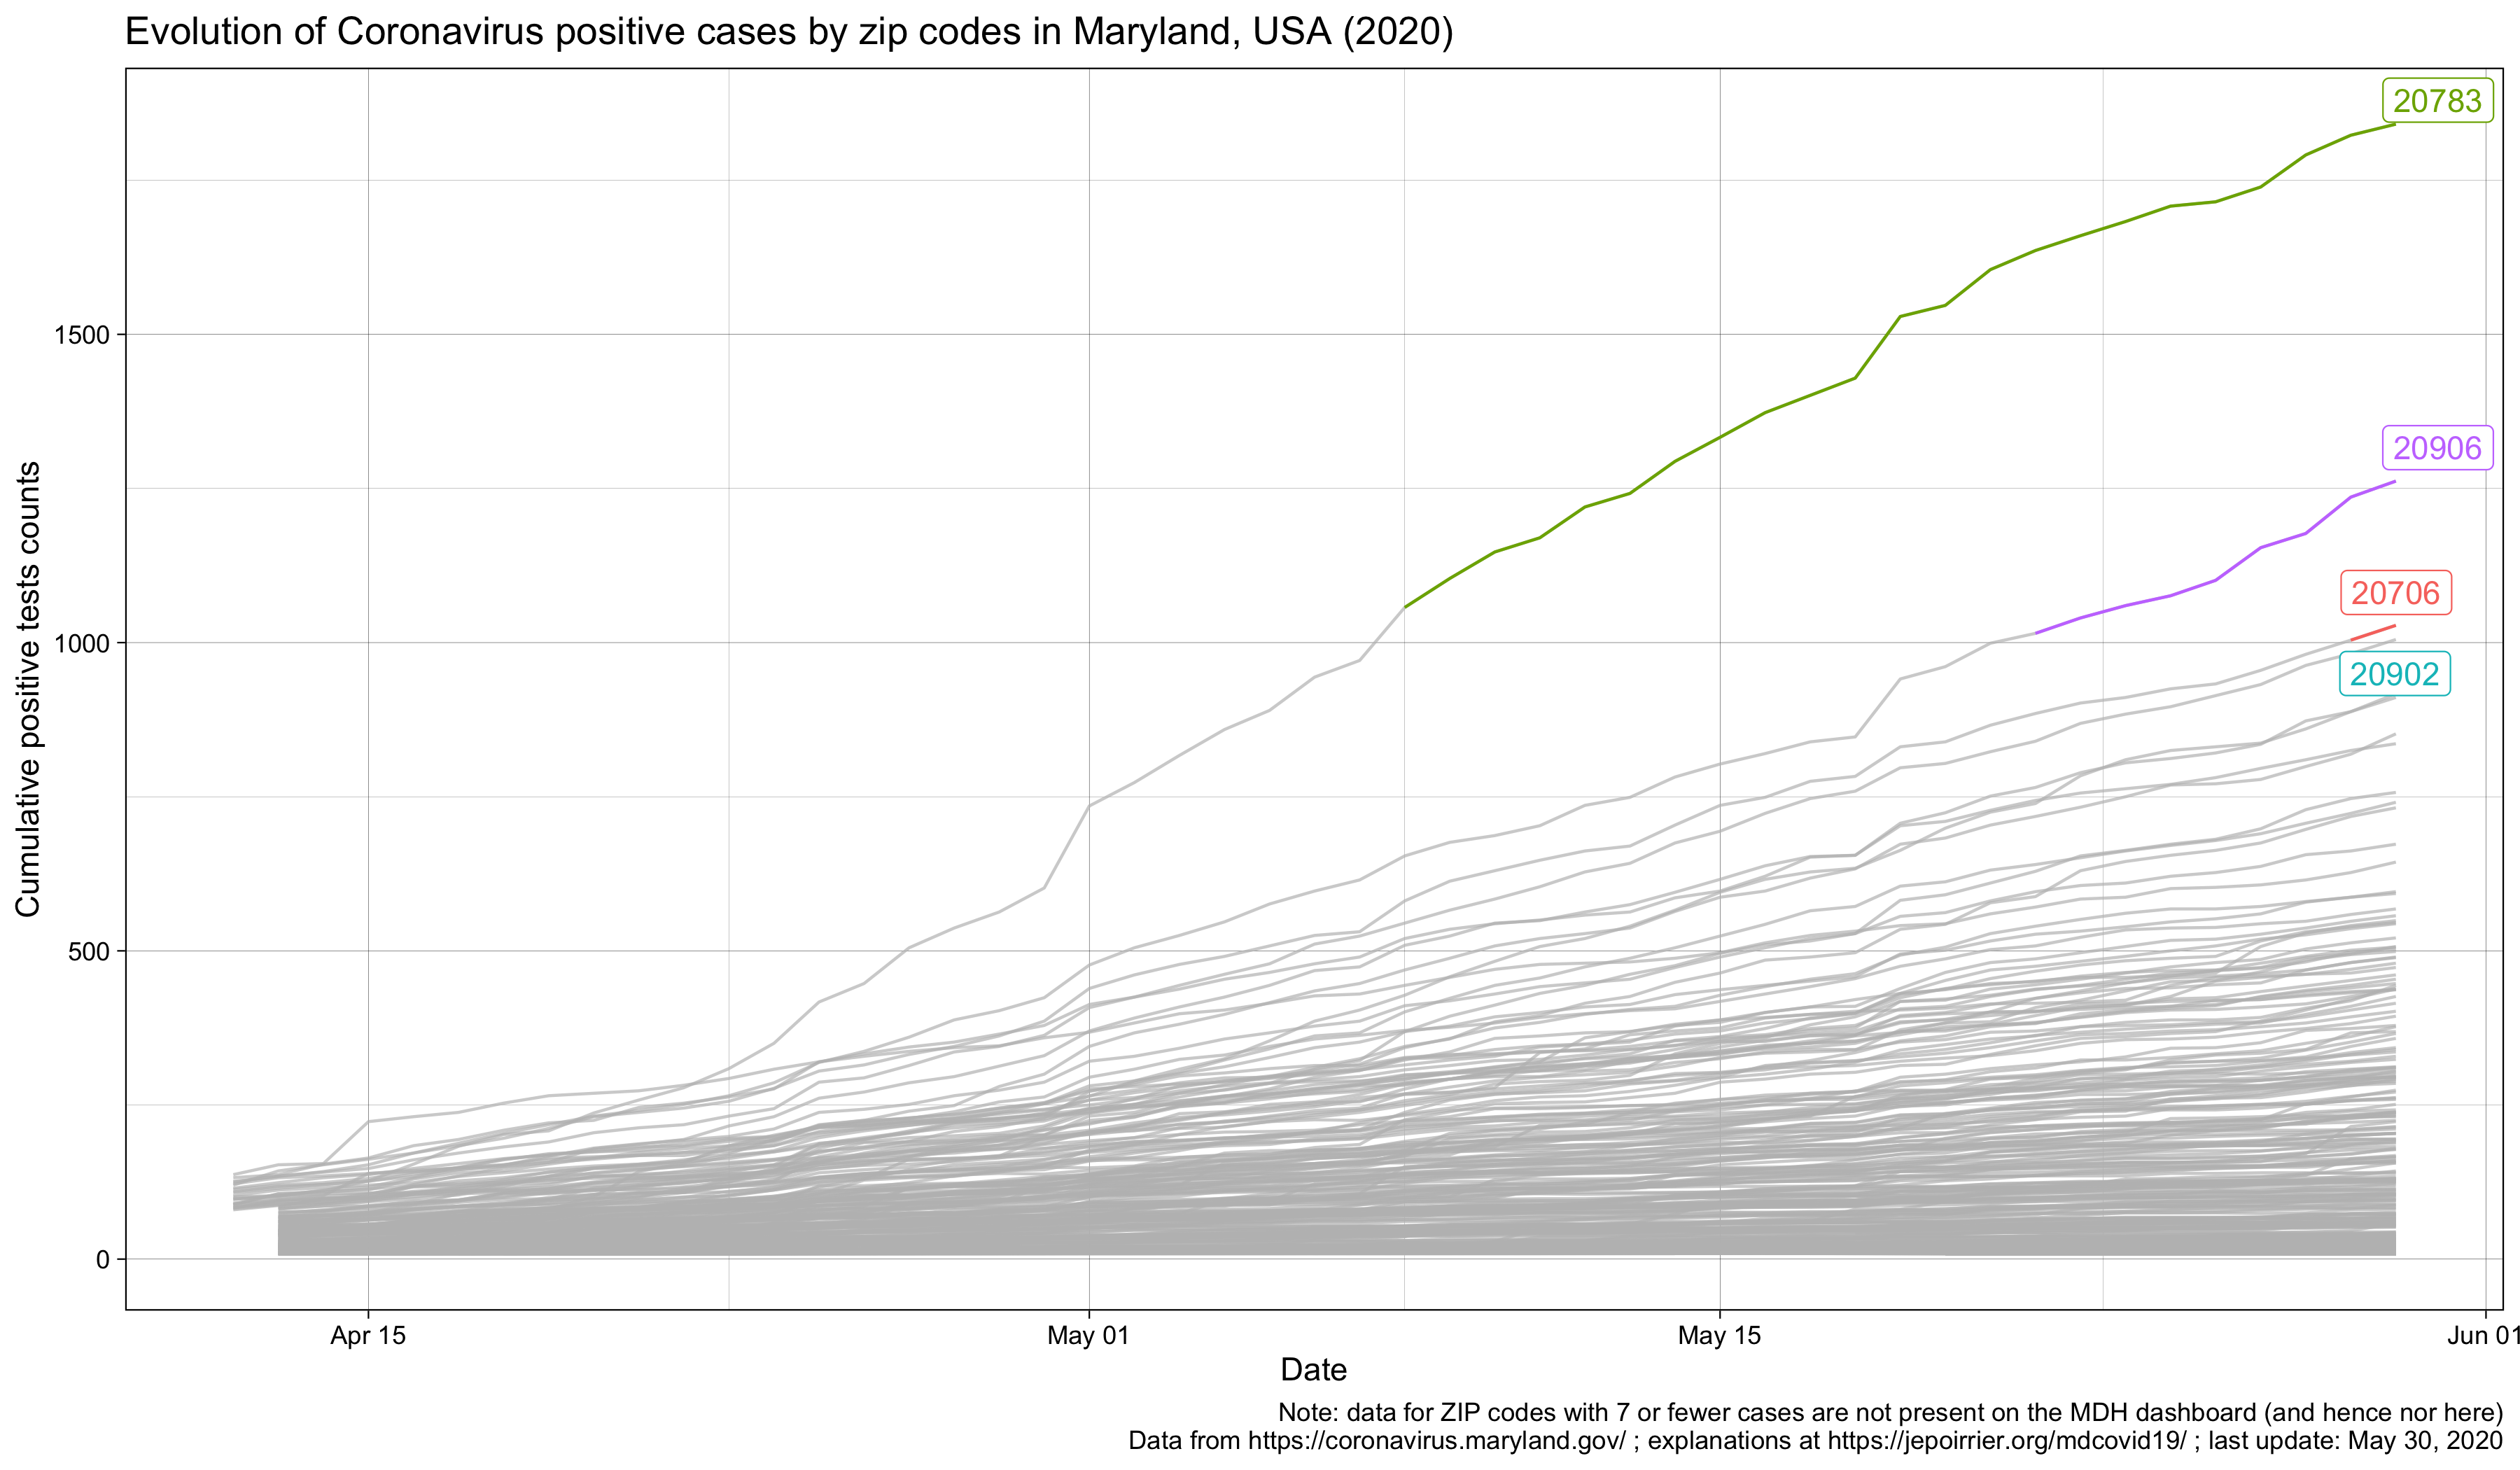 Evolution of Coronavirus positive cases by zip codes in Maryland, USA (2020)
20783
1500
20906
Cumulative positive tests counts
20706
1000
20902
500
0
Apr 15
May 01
May 15
Jun 01
Date
Note: data for ZIP codes with 7 or fewer cases are not present on the MDH dashboard (and hence nor here)
Data from https://coronavirus.maryland.gov/ ; explanations at https://jepoirrier.org/mdcovid19/ ; last update: May 30, 2020